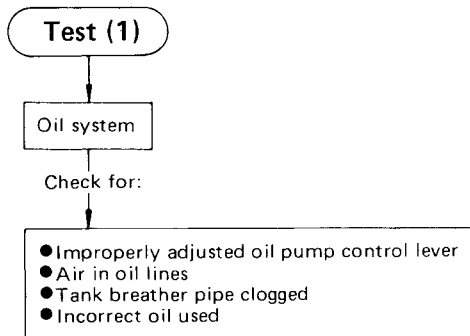 Test (1)
Oil system
Check for:
●Improperly adjusted oil pump control lever
●Air in oil lines
●Tank breather pipe clogged
●Incorrect oil used